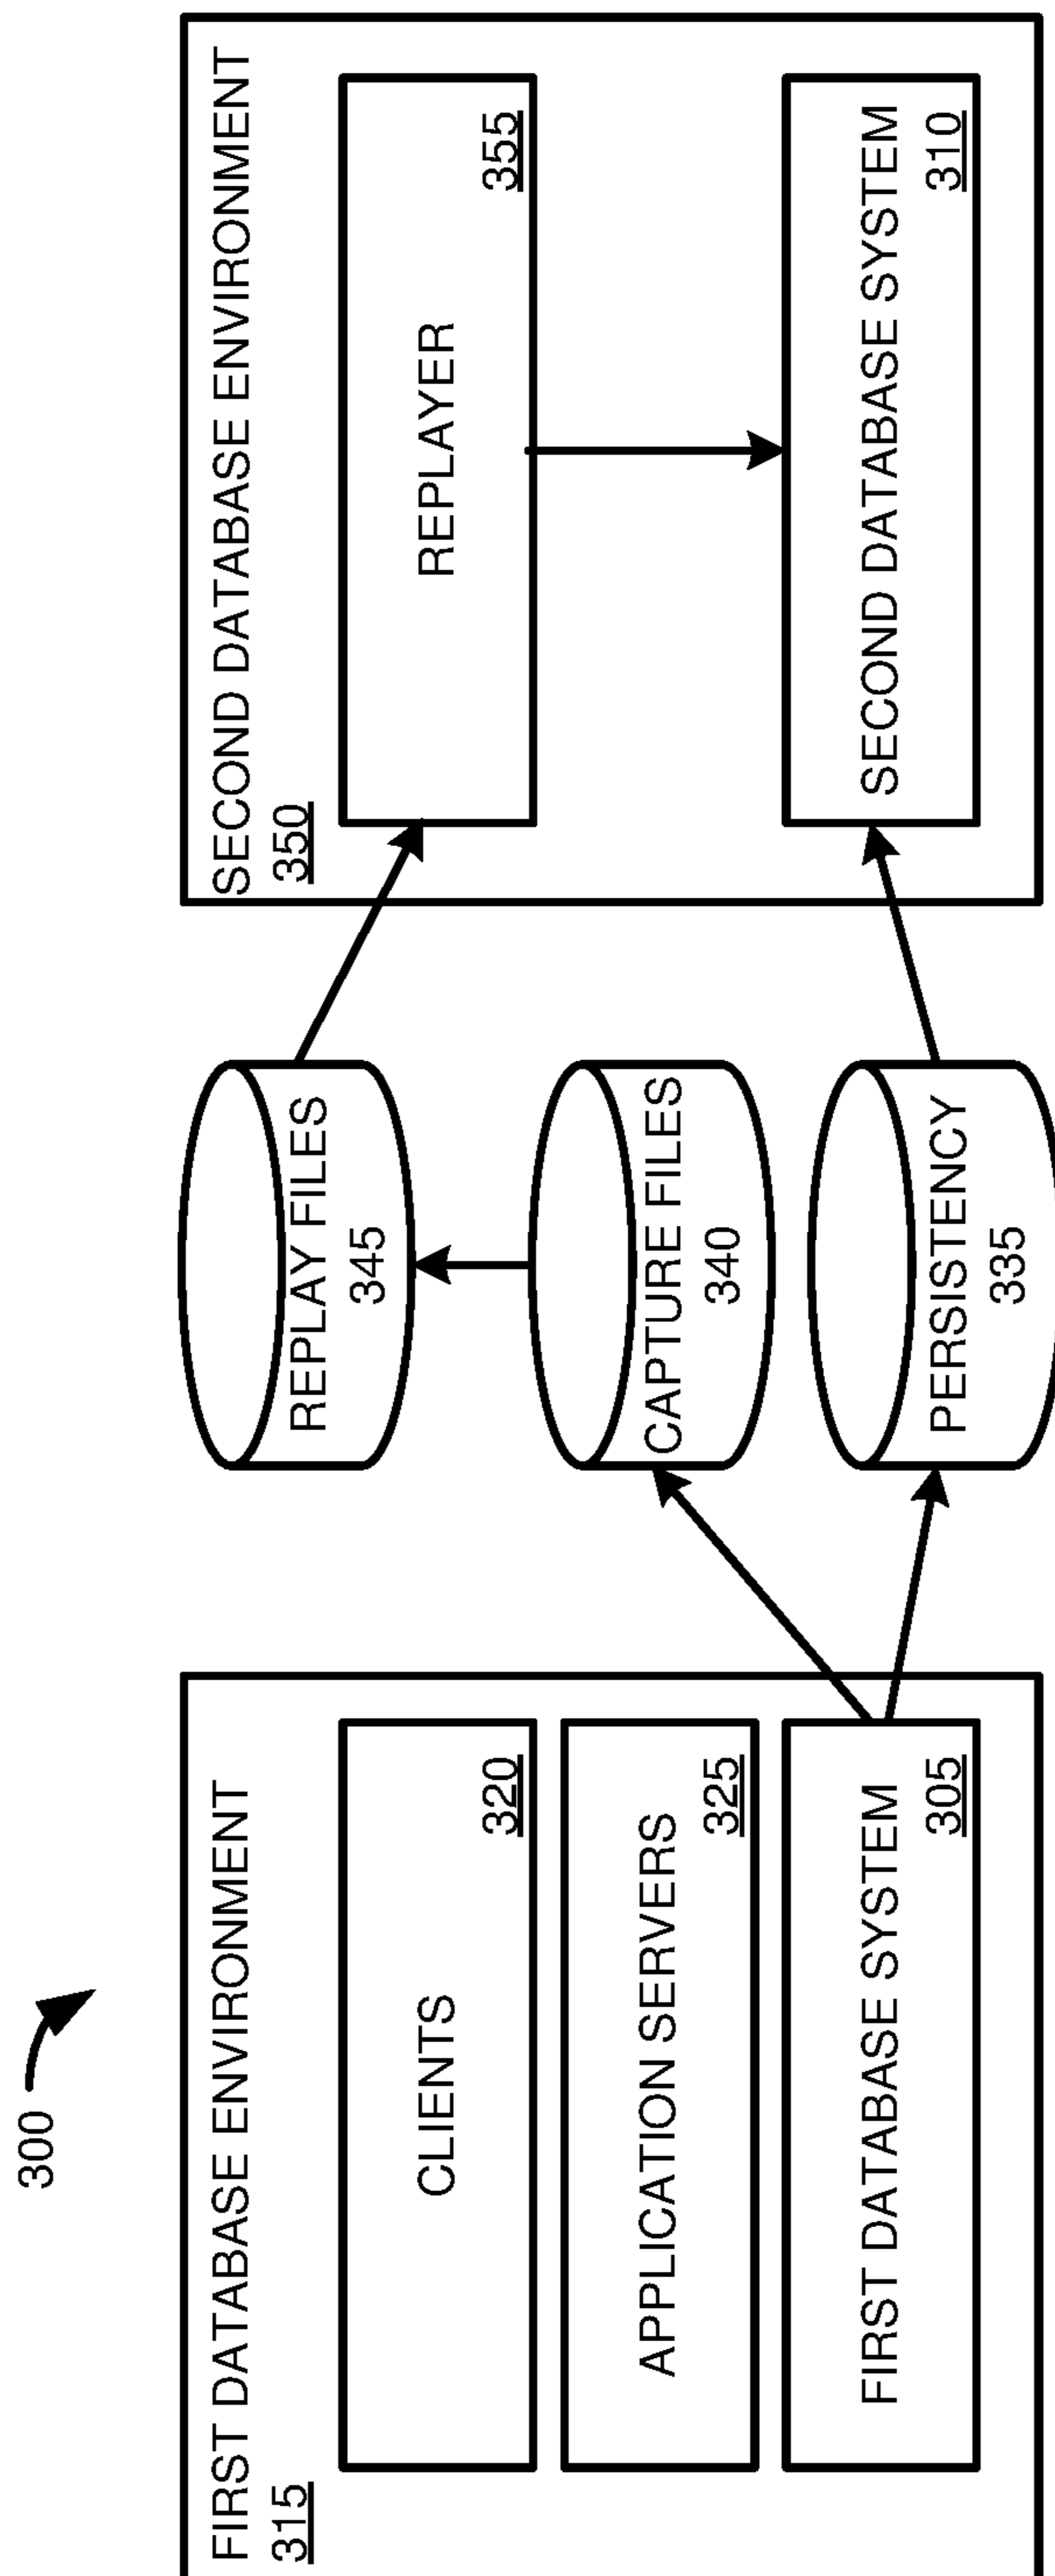 300
FIRST DATABASE ENVIRONMENT
315
CLIENTS
320
APPLICATION SERVERS
325
FIRST DATABASE SYSTEM
305
REPLAY FILES
345
CAPTURE FILES
340
PERSISTENCY
335
SECOND DATABASE ENVIRONMENT
350
REPLAYER
355
SECOND DATABASE SYSTEM
310